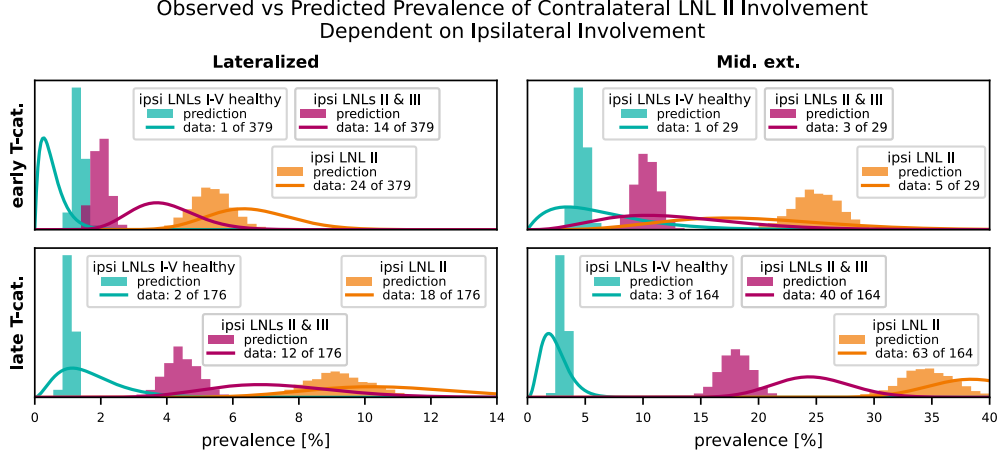 Observed vs Predicted Prevalence of Contralateral LNL II Involvement
Dependent on Ipsilateral Involvement
Lateralized
Mid. ext.
early T-cat.
ipsi LNLs I-V healthy
prediction
data: 1 of 379
ipsi LNLs II & III
prediction
data: 14 of 379
ipsi LNL II
prediction
data: 24 of 379
ipsi LNLs I-V healthy
prediction
data: 1 of 29
ipsi LNLs II & III
prediction
data: 3 of 29
ipsi LNL II
prediction
data: 5 of 29
late T-cat.
ipsi LNLs I-V healthy
prediction
data: 2 of 176
ipsi LNL II
prediction
data: 18 of 176
ipsi LNLs II & III
prediction
data: 12 of 176
ipsi LNLs I-V healthy
prediction
data: 3 of 164
ipsi LNLs II & III
prediction
data: 40 of 164
ipsi LNL II
prediction
data: 63 of 164
0 2 4 6 8 10 12 14
0 5 10 15 20 25 30 35 40
prevalence [%]
prevalence [%]